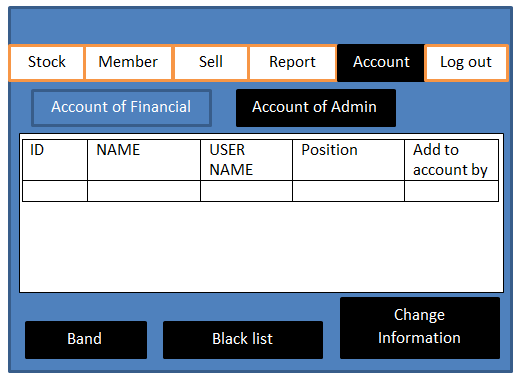 Stock Member Sell Report Account Log out
Account of Financial Account of Admin
ID NAME USER NAME Position Add to account by
Band Black list Change Information